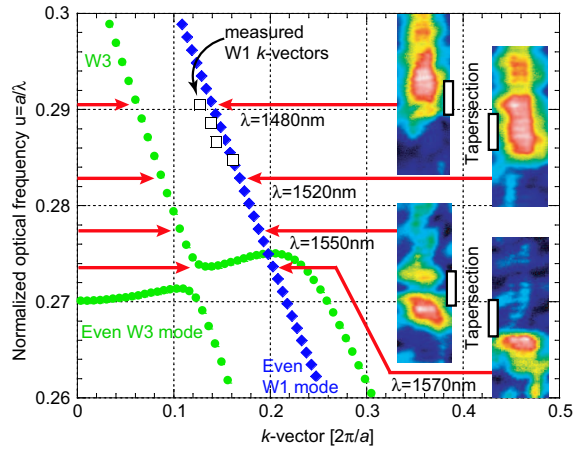 0.3
0.29
0.28
0.27
0.26
Normalized optical frequency u=a/λ
W3
measured
W1 k-vectors
λ=1480nm
λ=1520nm
λ=1550nm
λ=1570nm
Tapersection
Tapersection
Even W3 mode
Even
W1 mode
0
0.1
0.2
0.3
0.4
0.5
k-vector [2π/a]